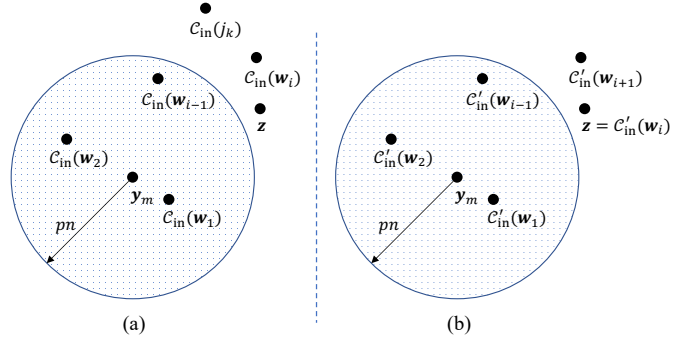 𝒞in(jk)
𝒞in(𝒘i)
𝒞in(𝒘i−1)
𝒛
𝒞in(𝒘2)
𝒚m
pn
𝒞in(𝒘1)
(a)
𝒞′in(𝒘i+1)
𝒞′in(𝒘i−1)
𝒛 = 𝒞′in(𝒘i)
𝒞′in(𝒘2)
𝒚m
pn
𝒞′in(𝒘1)
(b)